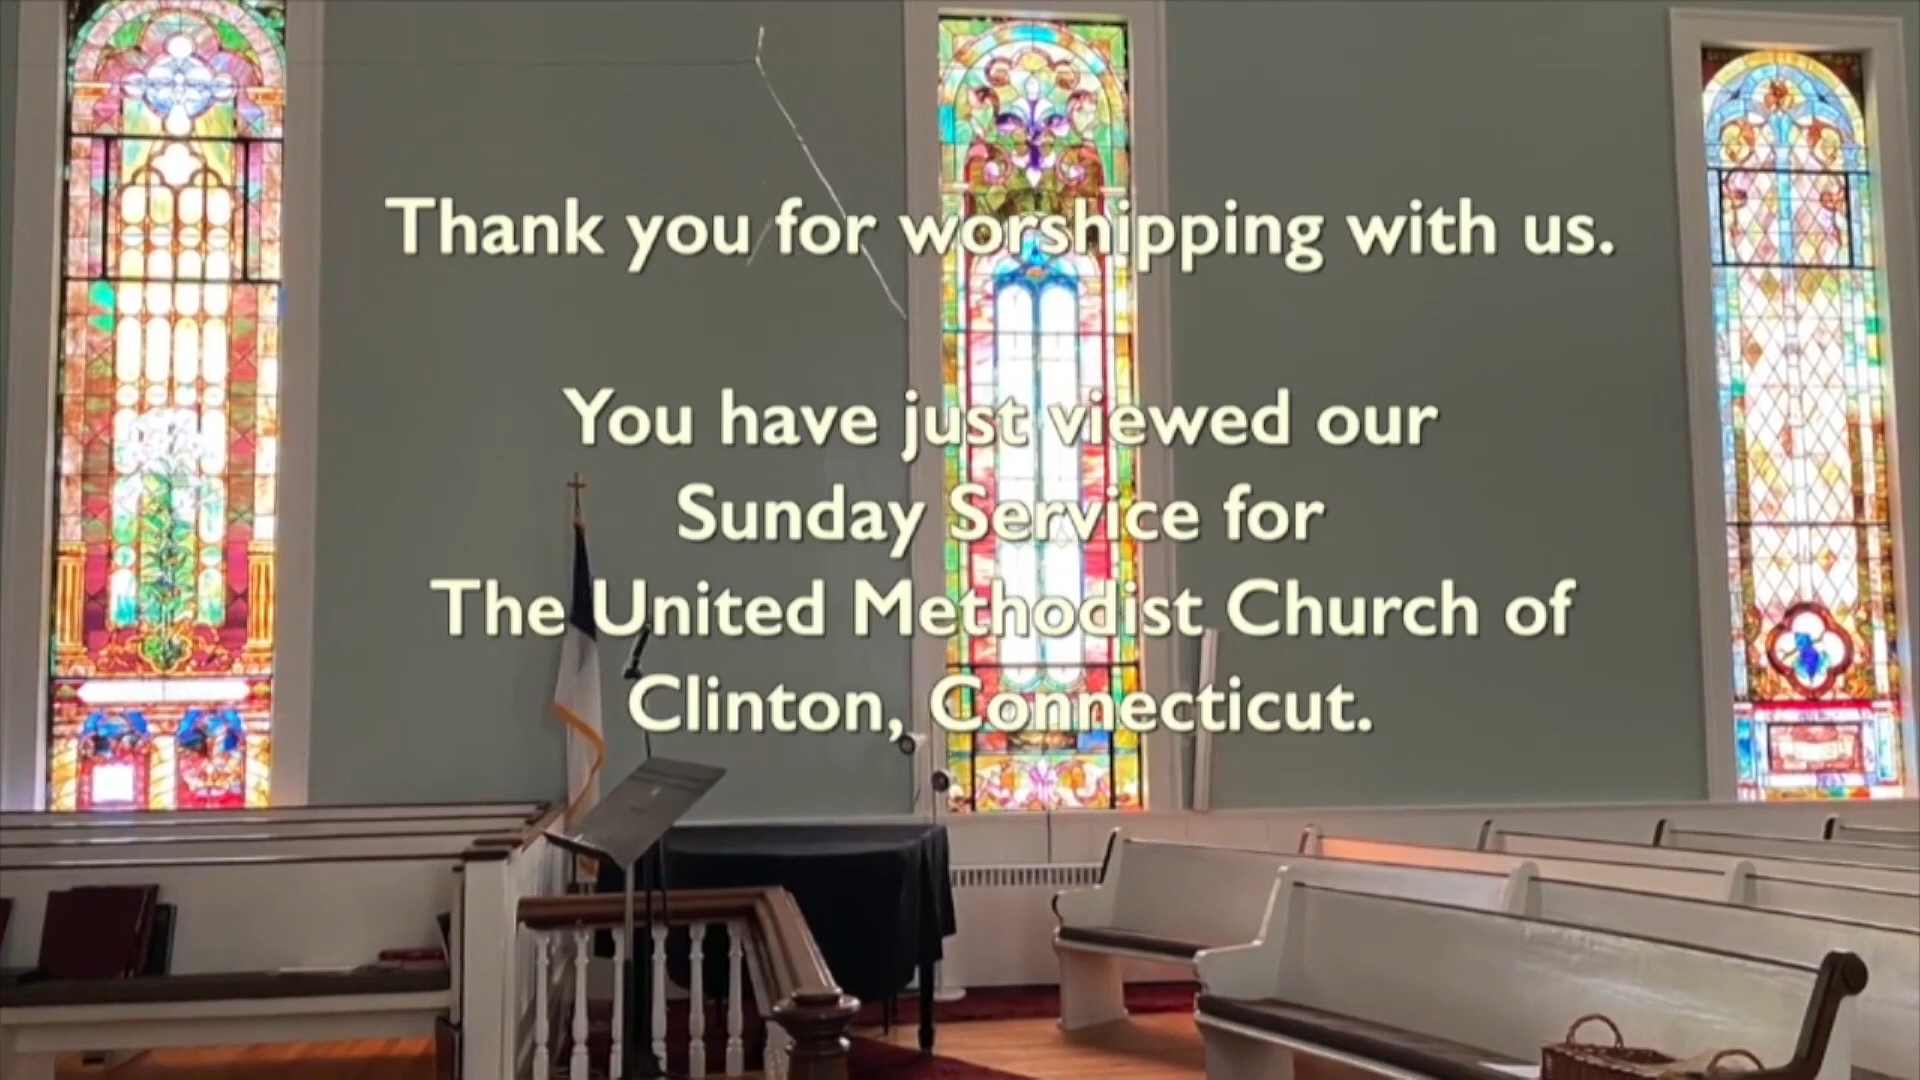 Thank you for worshipping with us.
You have just viewed our
Sunday Service for
The United Methodist Church of
Clinton, Connecticut.